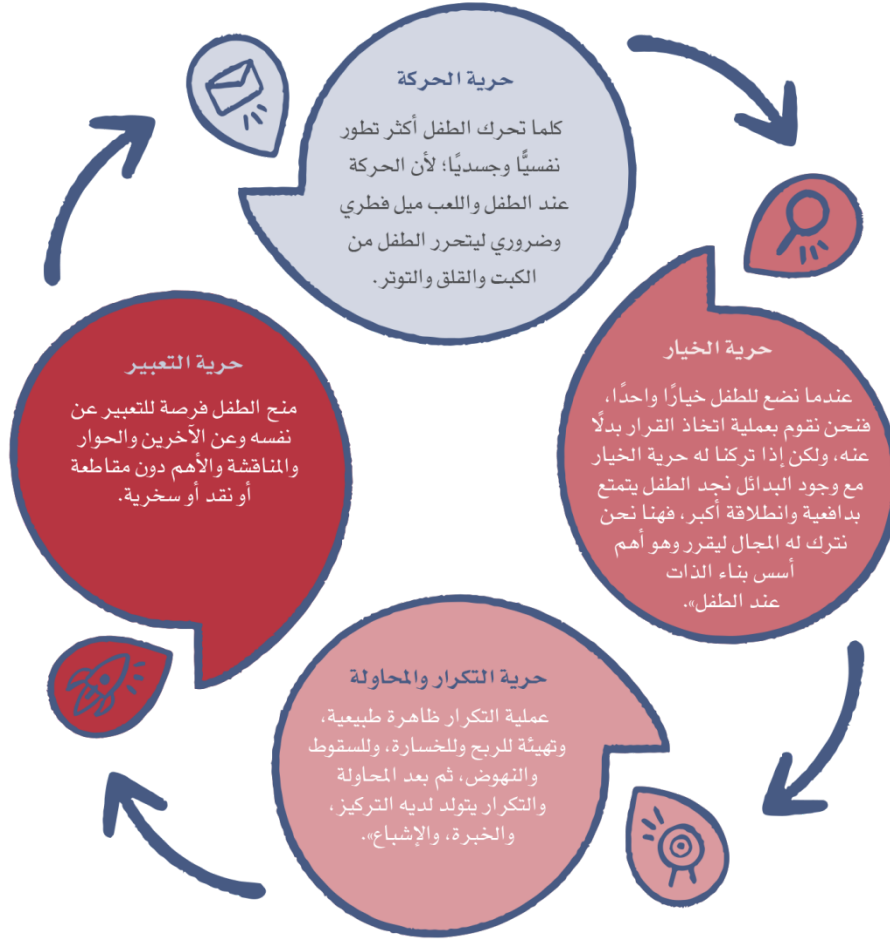 حرية الحركة
كلما تحرك الطفل أكثر تطور
نفسيًّا وجسديًا؛ لأن الحركة
عند الطفل واللعب ميل فطري
وضروري ليتحرر الطفل من
الكبت والقلق والتوتر.
حرية الخيار
عندما نضع للطفل خيارًا واحدًا،
فنحن نقوم بعملية اتخاذ القرار بدلًا
عنه، ولكن إذا تركنا له حرية الخيار
مع وجود البدائل نجد الطفل يتمتع
بدافعية وانطلاقة أكبر، فهنا نحن
نترك له المجال ليقرر وهو أهم
أسس بناء الذات
عند الطفل».
حرية التكرار والمحاولة
عملية التكرار ظاهرة طبيعية،
وتهيئة للربح وللخسارة، وللسقوط
والنهوض، ثم بعد المحاولة
والتكرار يتولد لديه التركيز،
والخبرة، والإشباع».
حرية التعبير
منح الطفل فرصة للتعبير عن
نفسه وعن الآخرين والحوار
والمناقشة والأهم دون مقاطعة
أو نقد أو سخرية.